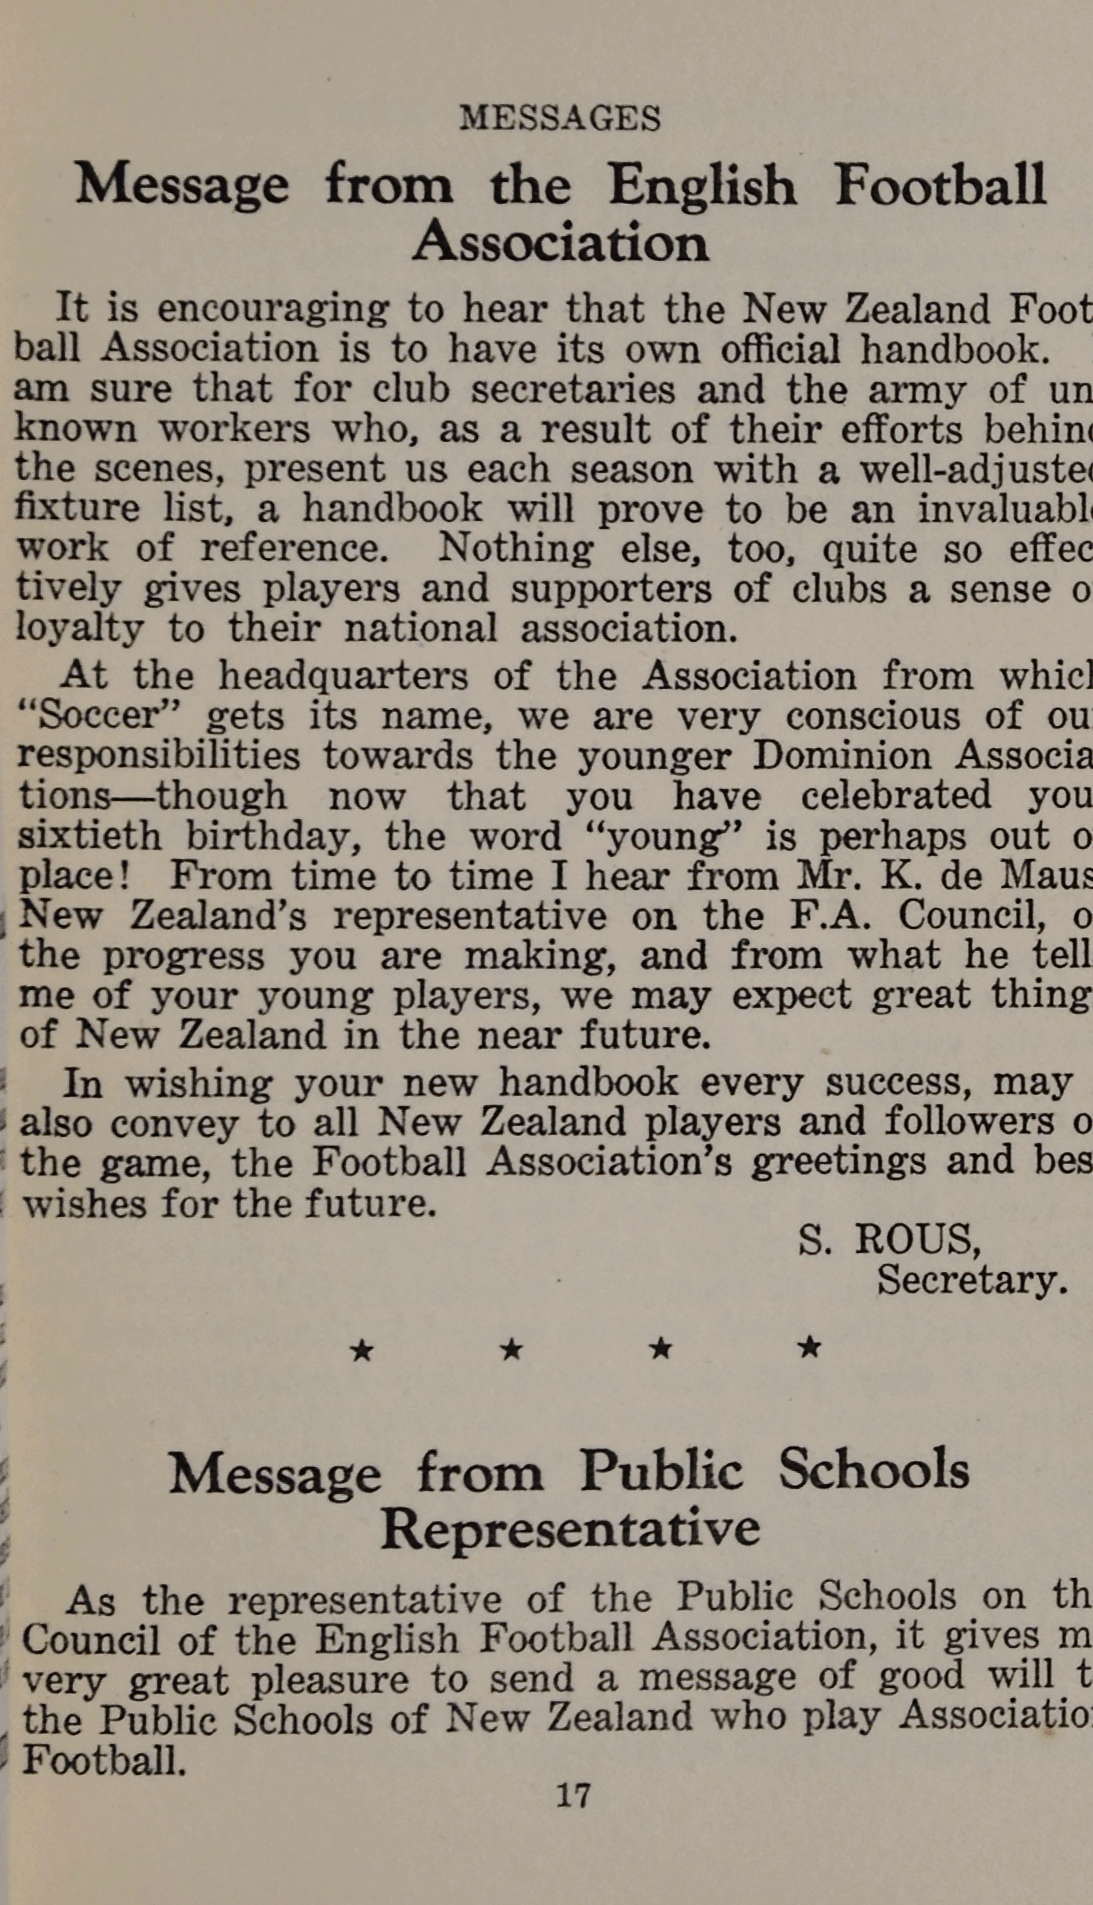 MESSAGES
Message from the English Football
Association
It is encouraging to hear that the New Zealand Foot
ball Association is to have its own official handbook.
am sure that for club secretaries and the army of un
known workers who, as a result of their efforts behind
the scenes, present us each season with a well-adjusted
fixture list, a handbook will prove to be an invaluable
work of reference. Nothing else, too, quite so effec
tively gives players and supporters of clubs a sense o
loyalty to their national association.
At the headquarters of the Association from which
"Soccer" gets its name, we are very conscious of ou
responsibilities towards the younger Dominion Associa
tions—though now that you have celebrated you
sixtieth birthday, the word "young" is perhaps out o
place! From time to time I hear from Mr. K. de Maus
New Zealand's representative on the F.A. Council, o
the progress you are making, and from what he tell
me of your young players, we may expect great thing
of New Zealand in the near future.
In wishing your new handbook every success, may
also convey to all New Zealand players and followers o
the game, the Football Association's greetings and bes
wishes for the future.
S. ROUS,
Secretary.
★ ★ ★ ★
Message from Public Schools
Representative
As the representative of the Public Schools on th
Council of the English Football Association, it gives m
very great pleasure to send a message of good will t
the Public Schools of New Zealand who play Associatio
Football.
17